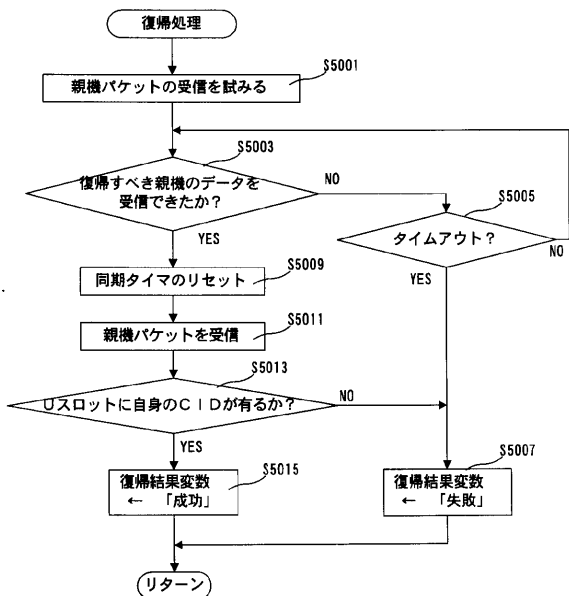 復帰処理
S5001
親機パケットの受信を試みる
S5003
復帰すべき親機のデータを
受信できたか?
NO
S5005
タイムアウト?
NO
YES
YES
S5009
同期タイマのリセット
S5011
親機パケットを受信
S5013
Uスロットに自身のCIDが有るか?
NO
YES
S5015
復帰結果変数
← 「成功」
S5007
復帰結果変数
← 「失敗」
リターン